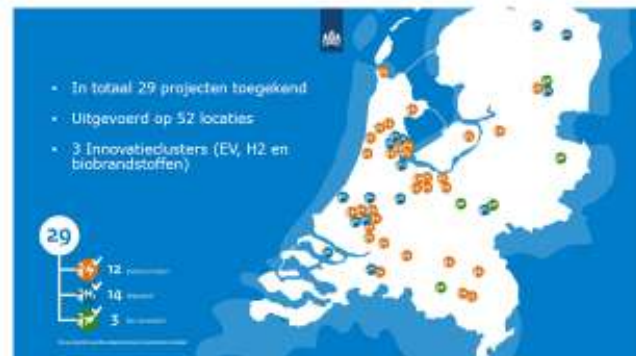 In totaal 29 projecten toegekend
Uitgevoerd op 52 locaties
3 Innovatieclusters (EV, H2 en
biobrandstoffen)
29
12
14
3